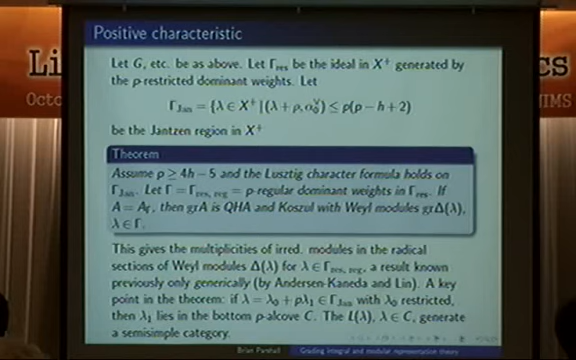 Positive characteristic
Let G, etc. be as above. Let Γres be the ideal in X⁺ generated by
the p-restricted dominant weights. Let
ΓJan = {λ ∈ X⁺ | (λ + ρ, α₀^∨) ≤ p(p − h + 2)}
be the Jantzen region in X⁺
Theorem
Assume p ≥ 4h − 5 and the Lusztig character formula holds on
ΓJan. Let Γ = Γres, reg = p-regular dominant weights in Γres. If
A = AΓ, then grA is QHA and Koszul with Weyl modules grΔ(λ),
λ ∈ Γ.
This gives the multiplicities of irred. modules in the radical
sections of Weyl modules Δ(λ) for λ ∈ Γres, reg, a result known
previously only generically (by Andersen-Kaneda and Lin). A key
point in the theorem: if λ = λ₀ + pλ₁ ∈ ΓJan with λ₀ restricted,
then λ₁ lies in the bottom p-alcove C. The L(λ), λ ∈ C, generate
a semisimple category.
Brian Parshall Grading integral and modular representation theory
Li
Octo
cs
IMS